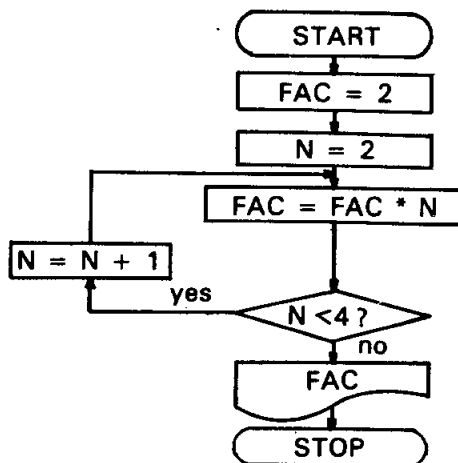 START
FAC = 2
N = 2
FAC = FAC * N
N = N + 1
yes
N <4 ?
no
FAC
STOP